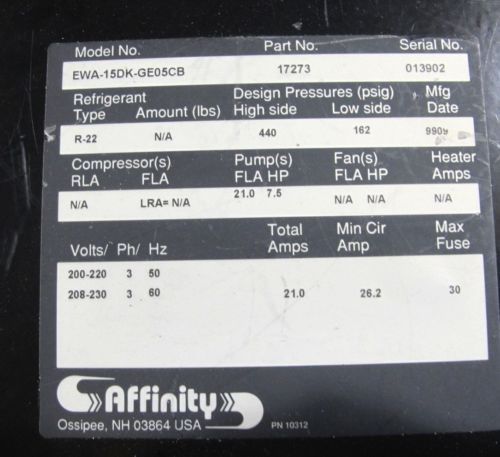 Model No. Part No. Serial No.
EWA-15DK-GE05CB 17273 013902
Refrigerant Design Pressures (psig) Mfg
Type Amount (lbs) High side Low side Date
R-22 N/A 440 162 9909
Compressor(s) Pump(s) Fan(s) Heater
RLA FLA FLA HP FLA HP Amps
N/A LRA= N/A 21.0 7.5 N/A N/A N/A
Total Min Cir Max
Volts/ Ph/ Hz Amps Amp Fuse
200-220 3 50
208-230 3 60 21.0 26.2 30
Affinity
Ossipee, NH 03864 USA PN 10312